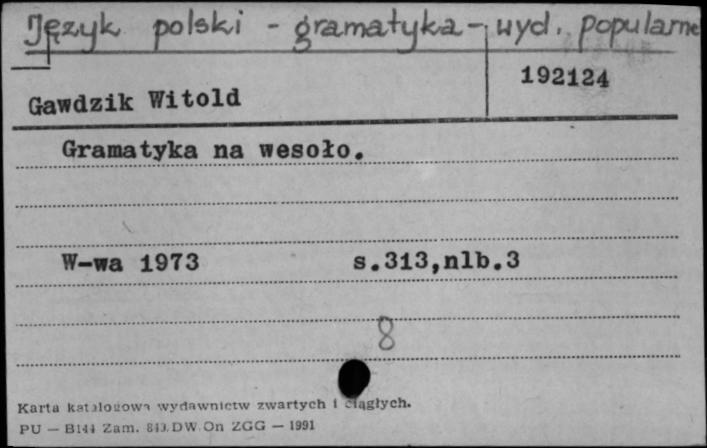 Język polski - gramatyka - wyd. popularne
192124
Gawdzik Witold
Gramatyka na wesoło.
W-wa 1973 s.313,nlb.3
8
Karta katalogowa wydawnictw zwartych i ciągłych.
PU — B144 Zam. DW.On ZGG — 1991